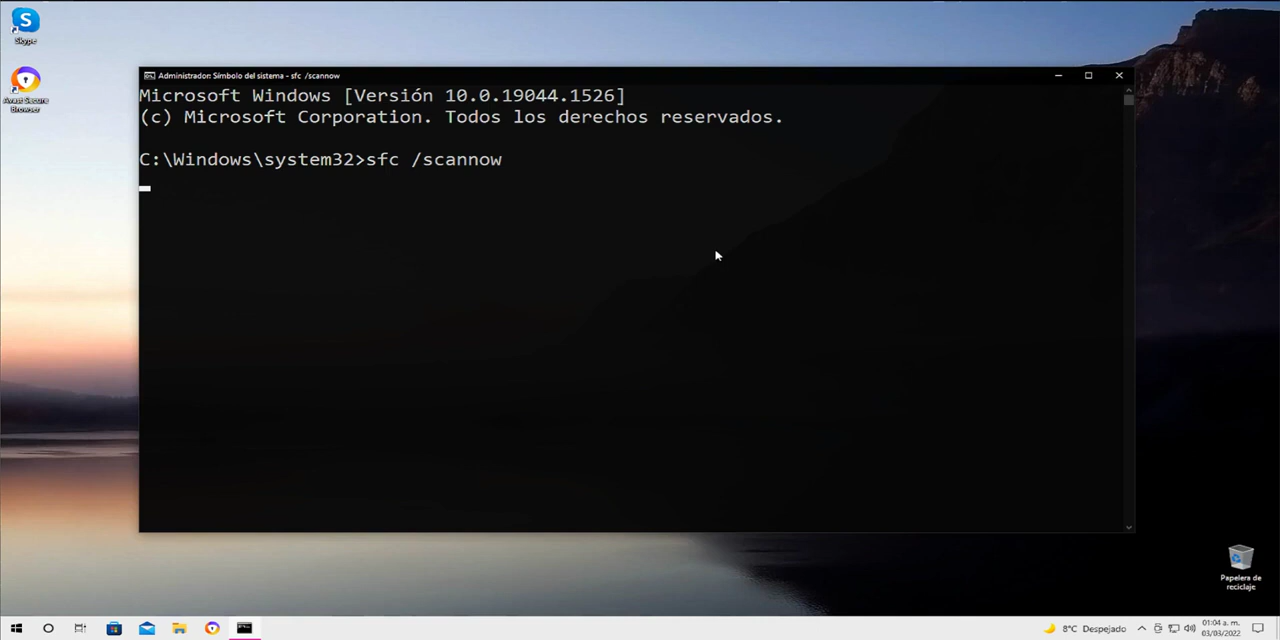 Skype
Avast Secure
Browser
Administrador: Símbolo del sistema - sfc /scannow
Microsoft Windows [Versión 10.0.19044.1526]
(c) Microsoft Corporation. Todos los derechos reservados.
C:\Windows\system32>sfc /scannow
Papelera de
reciclaje
8°C Despejado
01:04 a. m.
03/03/2022